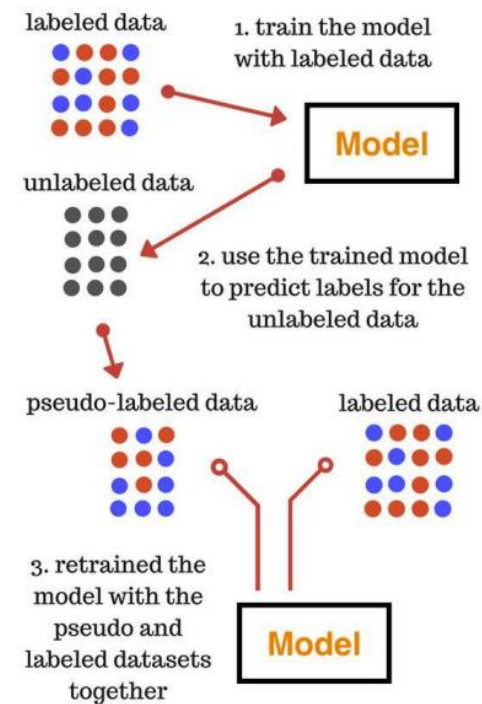 labeled data
1. train the model
with labeled data
Model
unlabeled data
2. use the trained model
to predict labels for the
unlabeled data
pseudo-labeled data
labeled data
3. retrained the
model with the
pseudo and
labeled datasets
together
Model